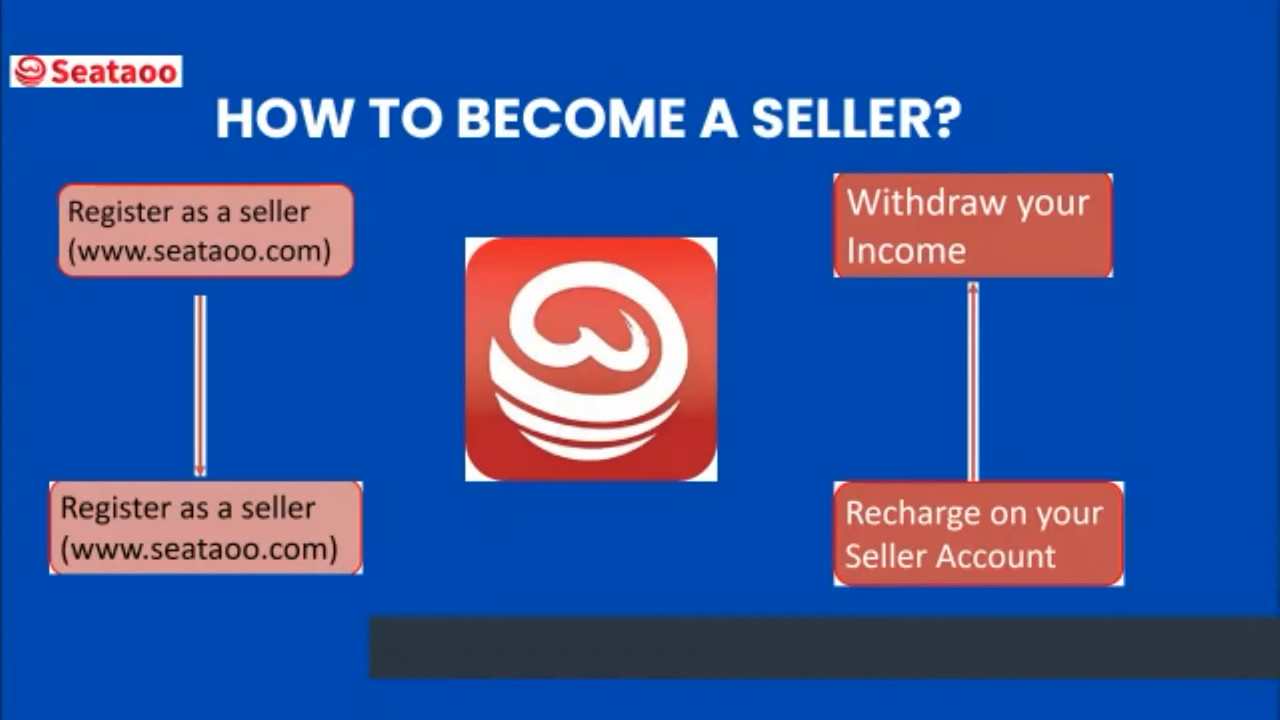 Seataoo
HOW TO BECOME A SELLER?
Register as a seller
(www.seataoo.com)
Register as a seller
(www.seataoo.com)
Withdraw your
Income
Recharge on your
Seller Account